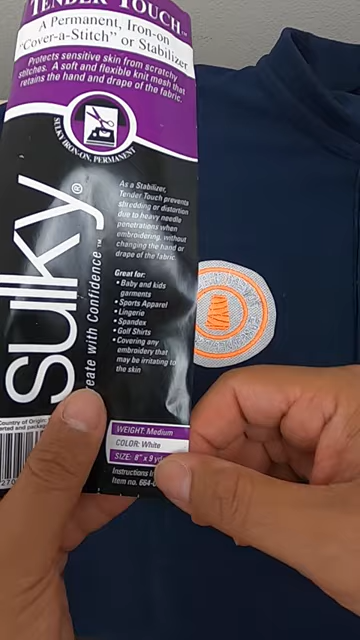 TENDER TOUCH™
A Permanent, Iron-on
"Cover-a-Stitch" or Stabilizer
Protects sensitive skin from scratchy
stitches. A soft and flexible knit mesh that
retains the hand and drape of the fabric.
SULKY IRON-ON, PERMANENT
Sulky®
Create with Confidence™
As a Stabilizer,
Tender Touch prevents
shredding or distortion
due to heavy needle
penetrations when
embroidering, without
changing the hand or
drape of the fabric.
Great for:
• Baby and kids
garments
• Sports Apparel
• Lingerie
• Spandex
• Golf Shirts
• Covering any
embroidery that
may be irritating to
the skin
WEIGHT: Medium
COLOR: White
SIZE: 8" x 9 yd
Instructions
Item no. 664-
Country of Origin